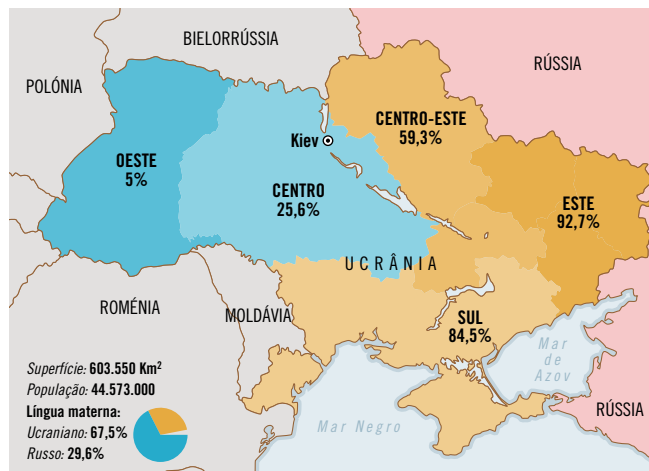 BIELORRÚSSIA
POLÓNIA
RÚSSIA
CENTRO-ESTE
59,3%
Kiev
OESTE
5%
CENTRO
25,6%
ESTE
92,7%
UCRÂNIA
ROMÉNIA
MOLDÁVIA
SUL
84,5%
Mar
de
Azov
Superfície: 603.550 Km²
População: 44.573.000
Língua materna:
Ucraniano: 67,5%
Russo: 29,6%
Mar Negro
RÚSSIA